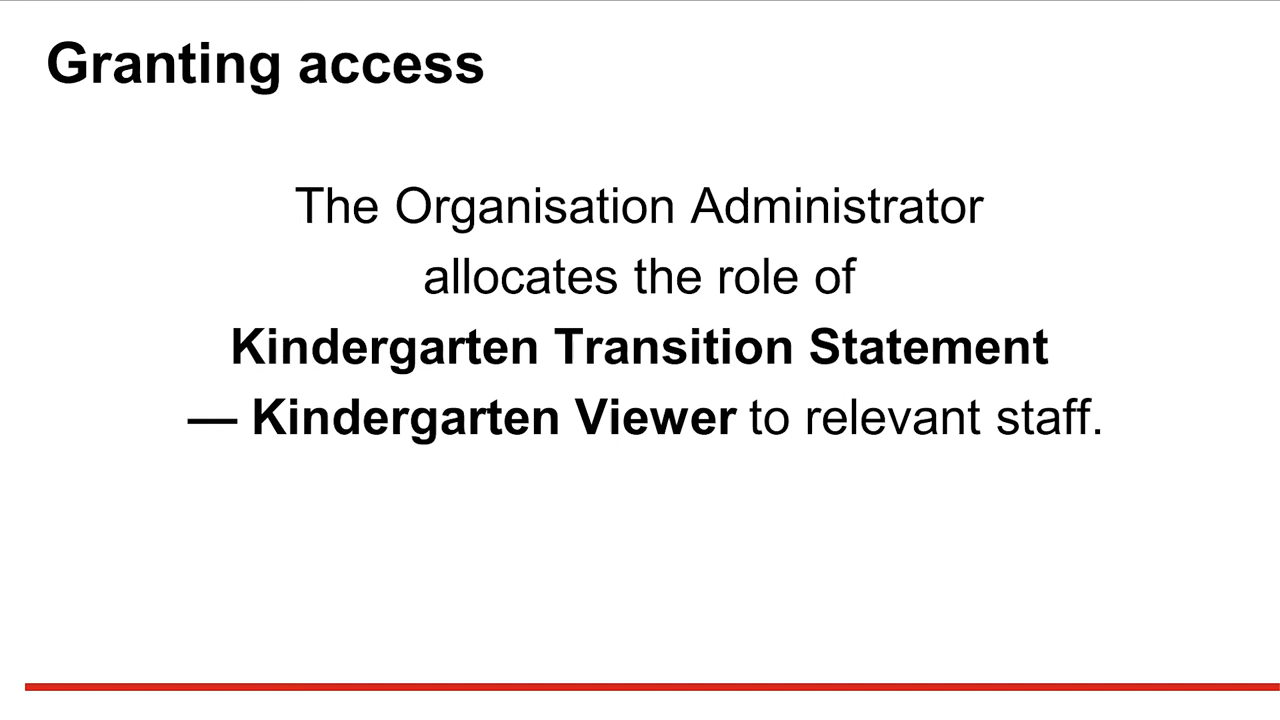 Granting access
The Organisation Administrator
allocates the role of
Kindergarten Transition Statement
— Kindergarten Viewer to relevant staff.